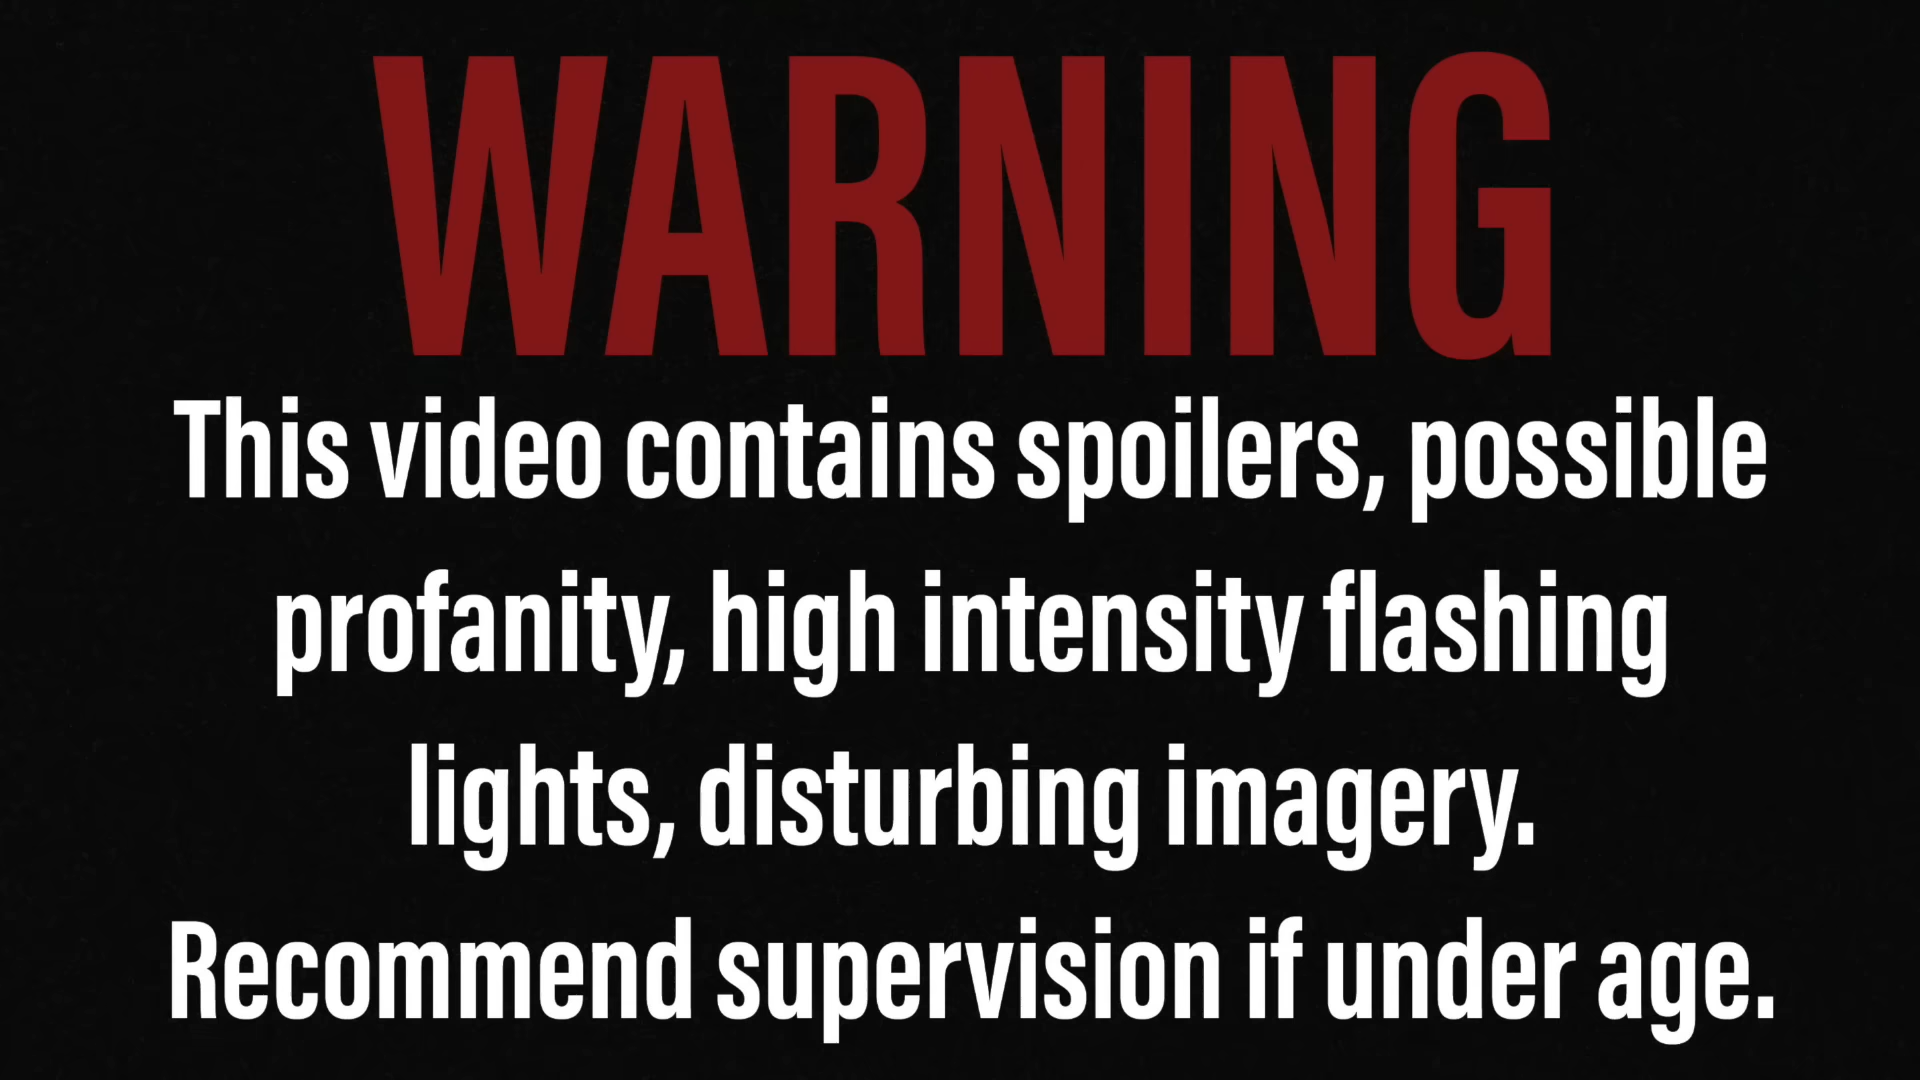 WARNING
This video contains spoilers, possible
profanity, high intensity flashing
lights, disturbing imagery.
Recommend supervision if under age.